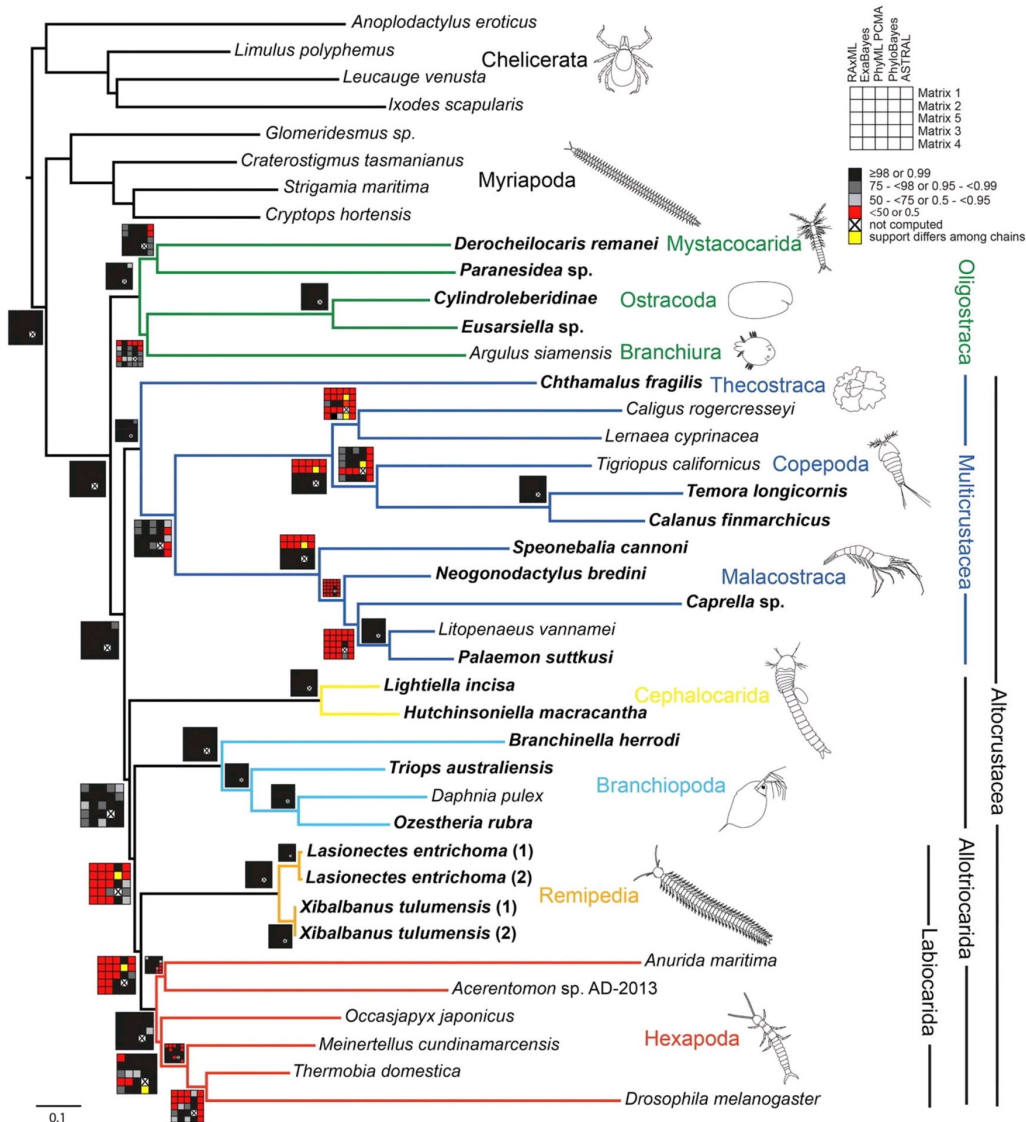 Anoplodactylus eroticus
Limulus polyphemus
Chelicerata
Leucauge venusta
Ixodes scapularis
RAxML
ExaBayes
PhyML PCMA
PhyloBayes
ASTRAL
Matrix 1
Matrix 2
Matrix 5
Matrix 3
Matrix 4
≥98 or 0.99
75 - <98 or 0.95 - <0.99
50 - <75 or 0.5 - <0.95
<50 or 0.5
not computed
support differs among chains
Glomeridesmus sp.
Craterostigmus tasmanianus
Myriapoda
Strigamia maritima
Cryptops hortensis
Derocheilocaris remanei Mystacocarida
Paranesidea sp.
Cylindroleberidinae Ostracoda
Eusarsiella sp.
Argulus siamensis Branchiura
Oligostraca
Chthamalus fragilis Thecostraca
Caligus rogercresseyi
Lernaea cyprinacea
Tigriopus californicus Copepoda
Temora longicornis
Calanus finmarchicus
Speonebalia cannoni
Neogonodactylus bredini Malacostraca
Caprella sp.
Litopenaeus vannamei
Palaemon suttkusi
Multicrustacea
Lightiella incisa
Cephalocarida
Hutchinsoniella macracantha
Branchinella herrodi
Triops australiensis
Branchiopoda
Daphnia pulex
Ozestheria rubra
Altocrustacea
Lasionectes entrichoma (1)
Lasionectes entrichoma (2)
Remipedia
Xibalbanus tulumensis (1)
Xibalbanus tulumensis (2)
Allotriocarida
Labiocarida
Anurida maritima
Acerentomon sp. AD-2013
Occasjapyx japonicus
Hexapoda
Meinertellus cundinamarcensis
Thermobia domestica
Drosophila melanogaster
0.1